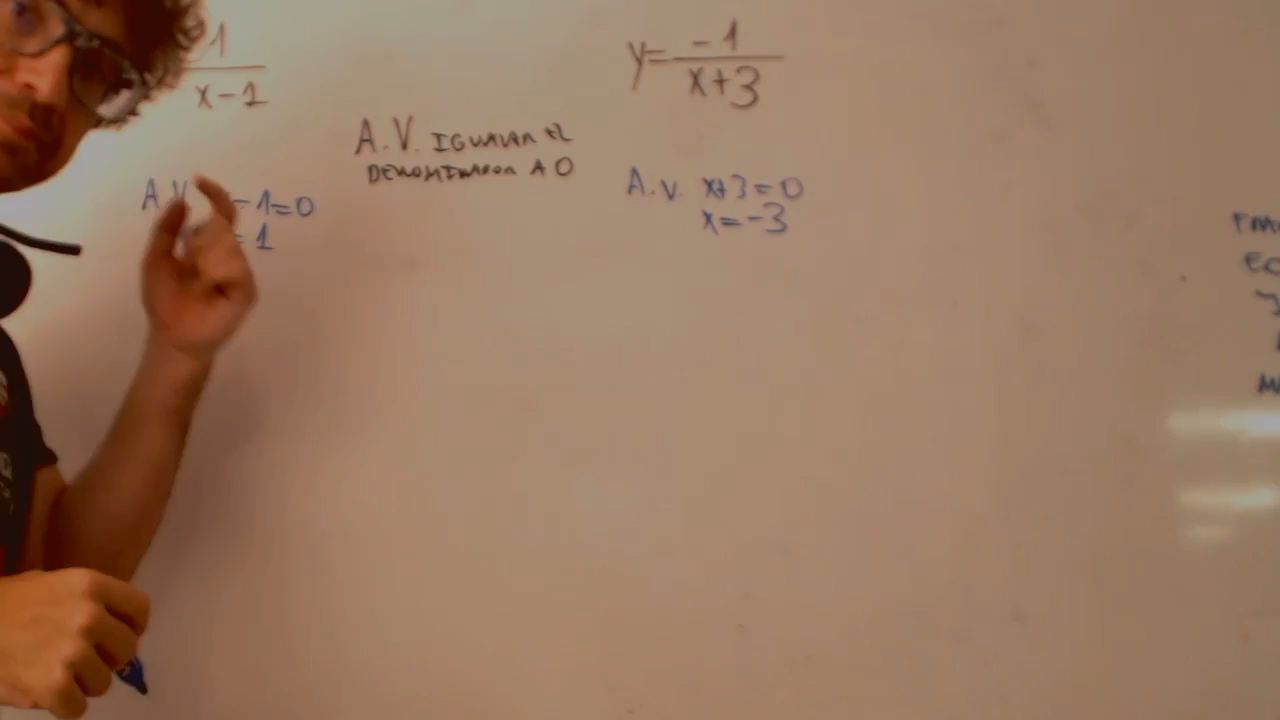 1
x-1
A.V. -1=0
=1
A.V. IGUALAR EL
DENOMINADOR A 0
y= -1
x+3
A.V. x+3=0
x=-3